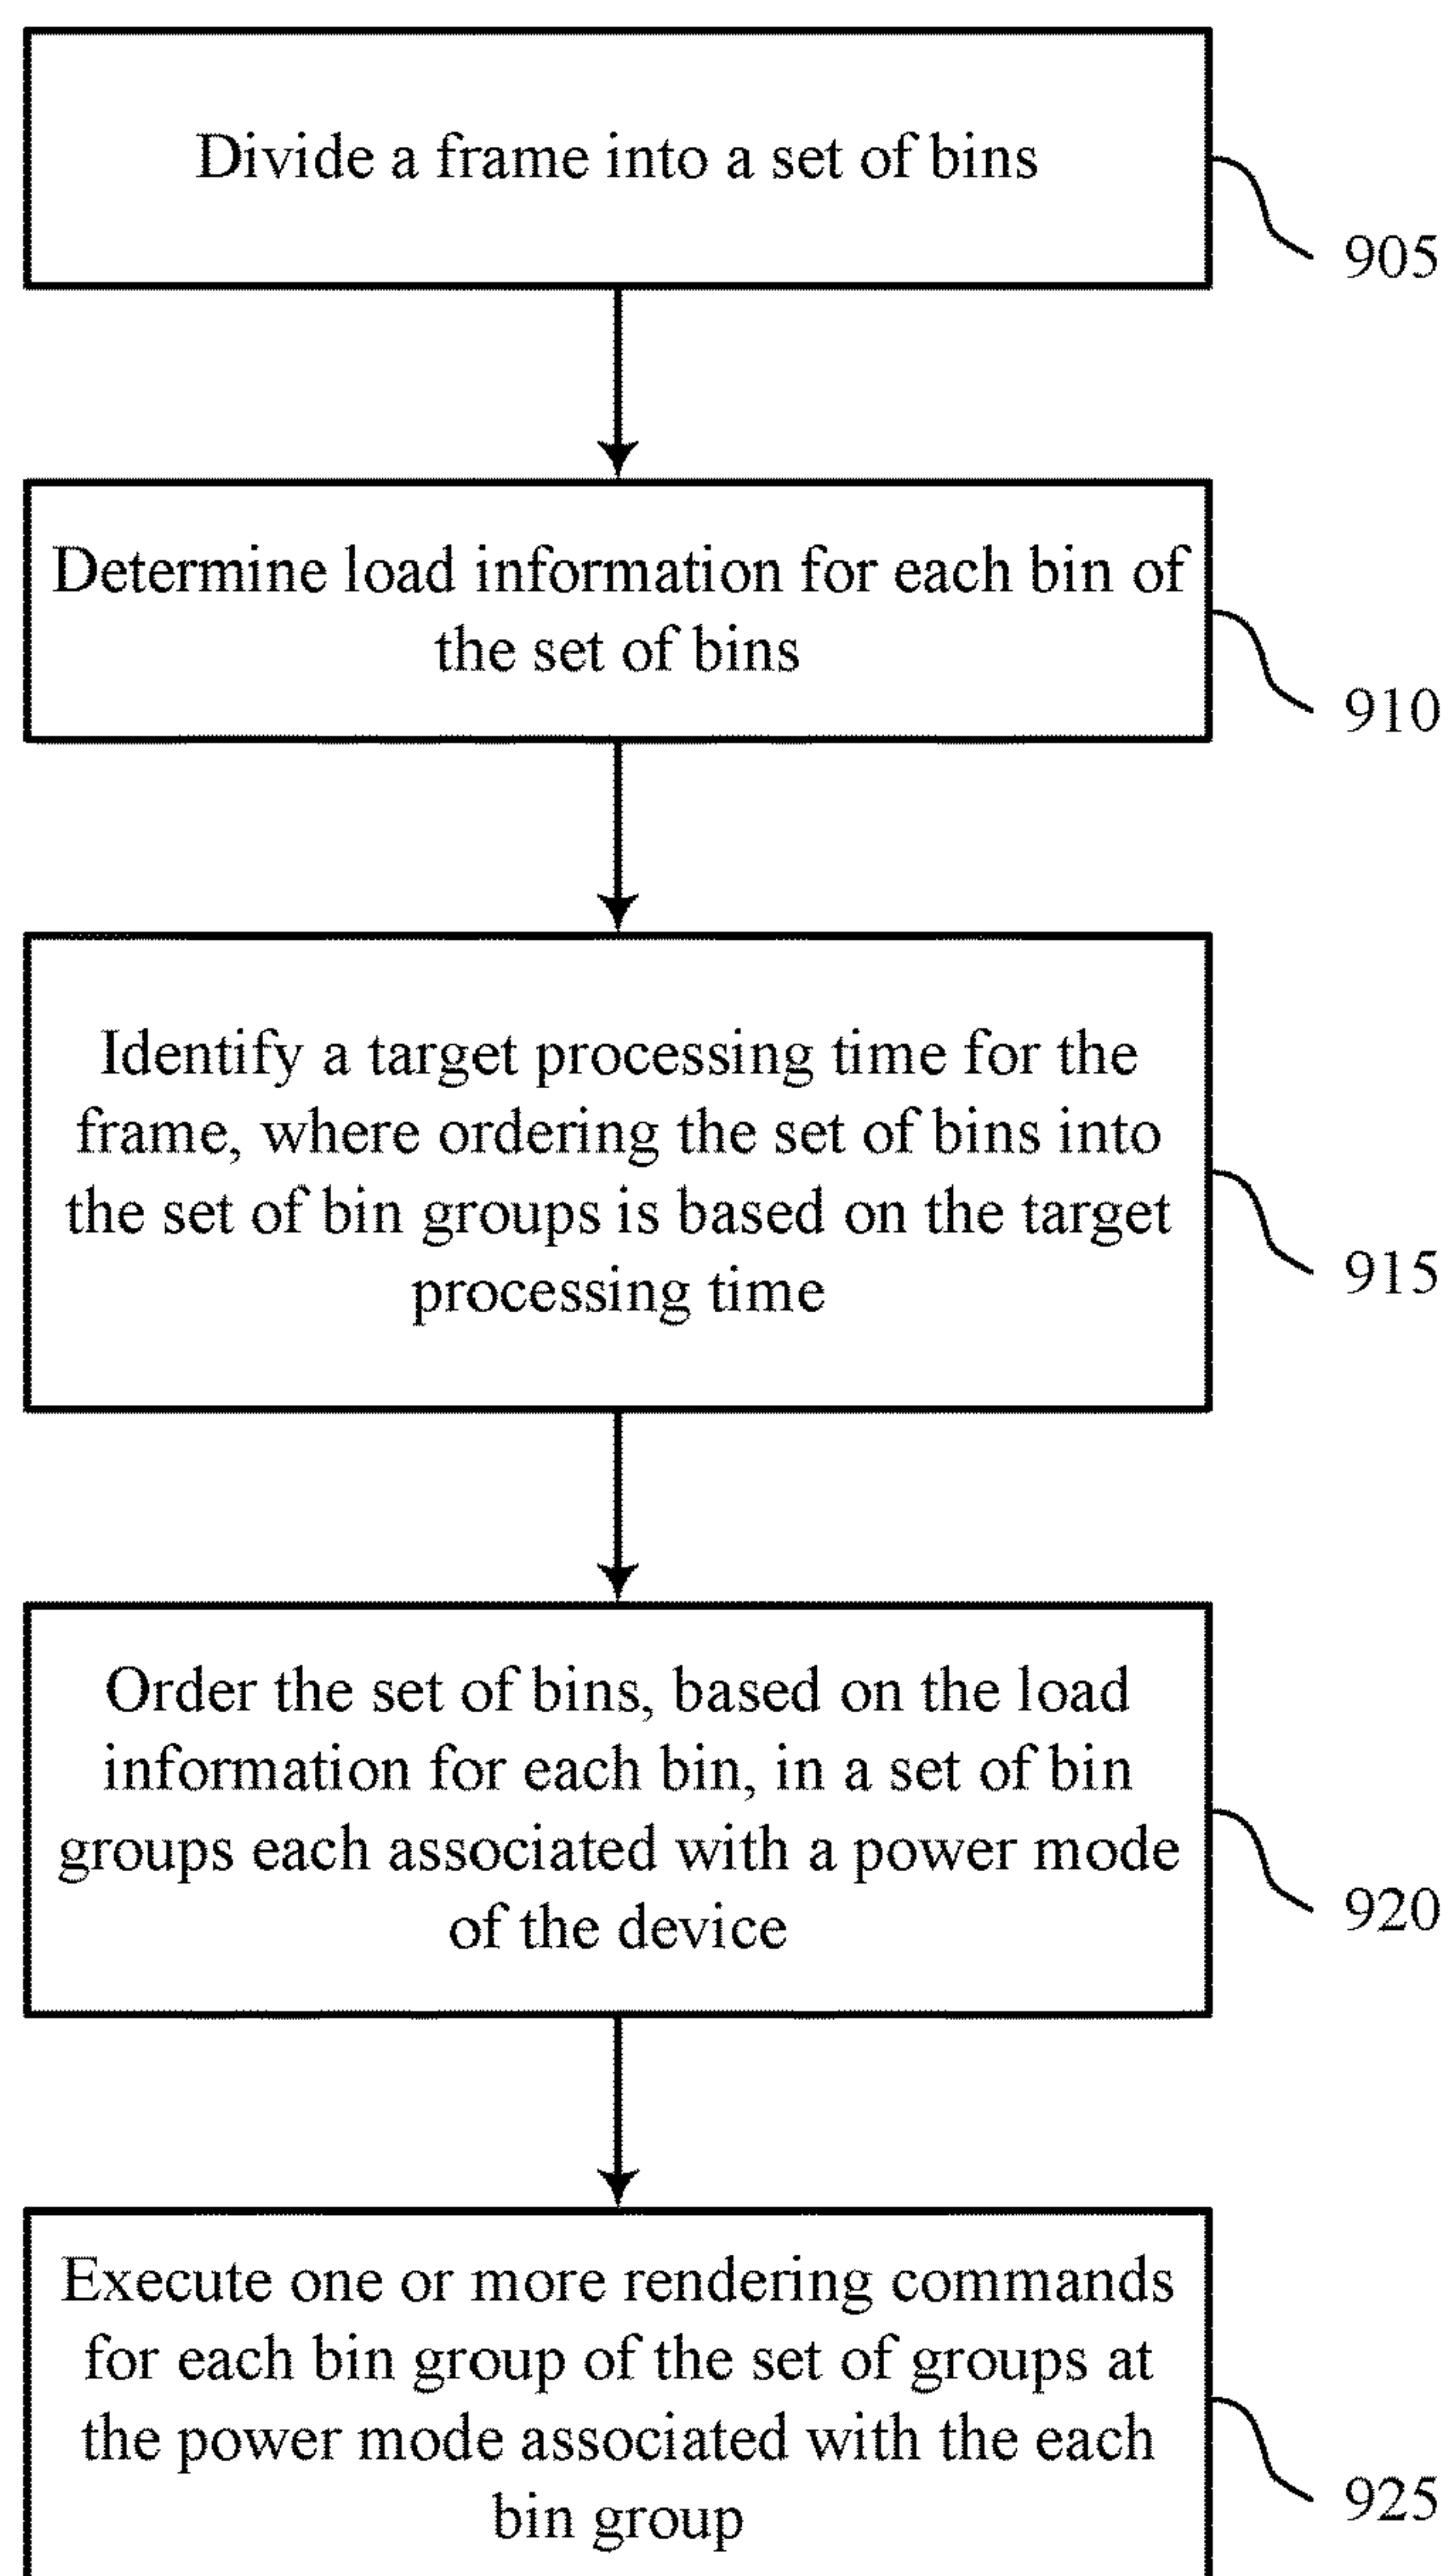 Divide a frame into a set of bins
905
Determine load information for each bin of
the set of bins
910
Identify a target processing time for the
frame, where ordering the set of bins into
the set of bin groups is based on the target
processing time
915
Order the set of bins, based on the load
information for each bin, in a set of bin
groups each associated with a power mode
of the device
920
Execute one or more rendering commands
for each bin group of the set of groups at
the power mode associated with the each
bin group
925